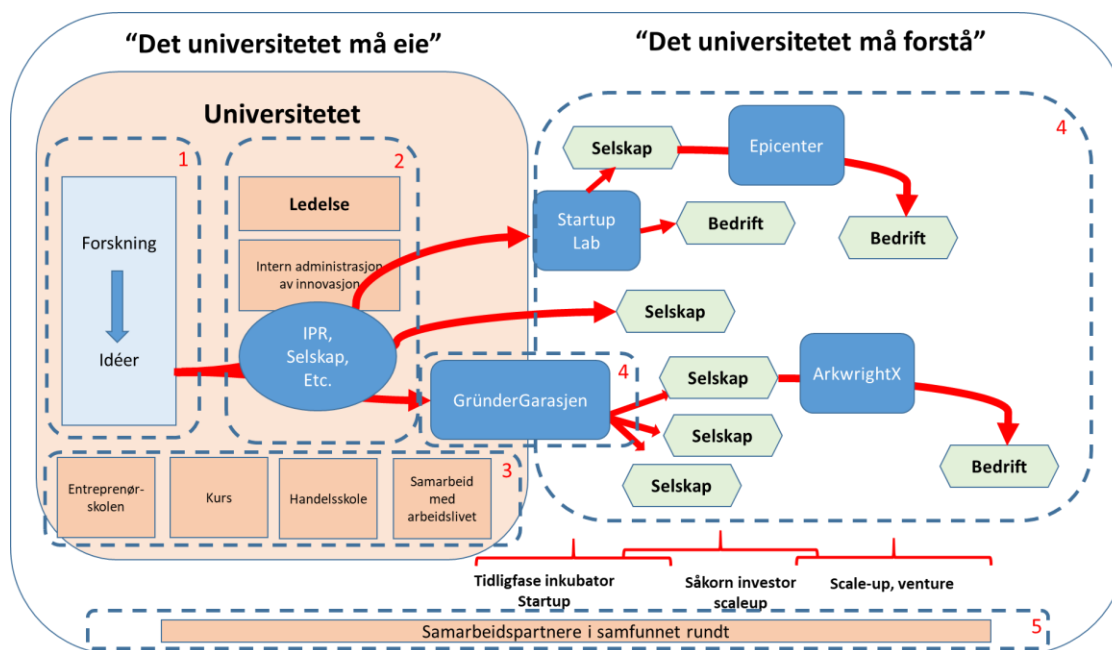 “Det universitetet må eie”
“Det universitetet må forstå”
Universitetet
1
2
Forskning
Idéer
Ledelse
Intern administrasjon
av innovasjon
IPR,
Selskap,
Etc.
4
Selskap
Epicenter
Startup
Lab
Bedrift
Bedrift
Selskap
4
GründerGarasjen
Selskap
ArkwrightX
Selskap
Selskap
Bedrift
3
Entreprenør-
skolen
Kurs
Handelsskole
Samarbeid
med
arbeidslivet
Tidligfase inkubator
Startup
Såkorn investor
scaleup
Scale-up, venture
5
Samarbeidspartnere i samfunnet rundt